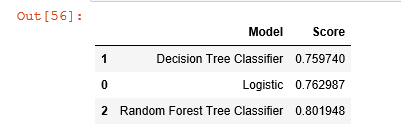 Out[56]:
Model Score
1 Decision Tree Classifier 0.759740
0 Logistic 0.762987
2 Random Forest Tree Classifier 0.801948